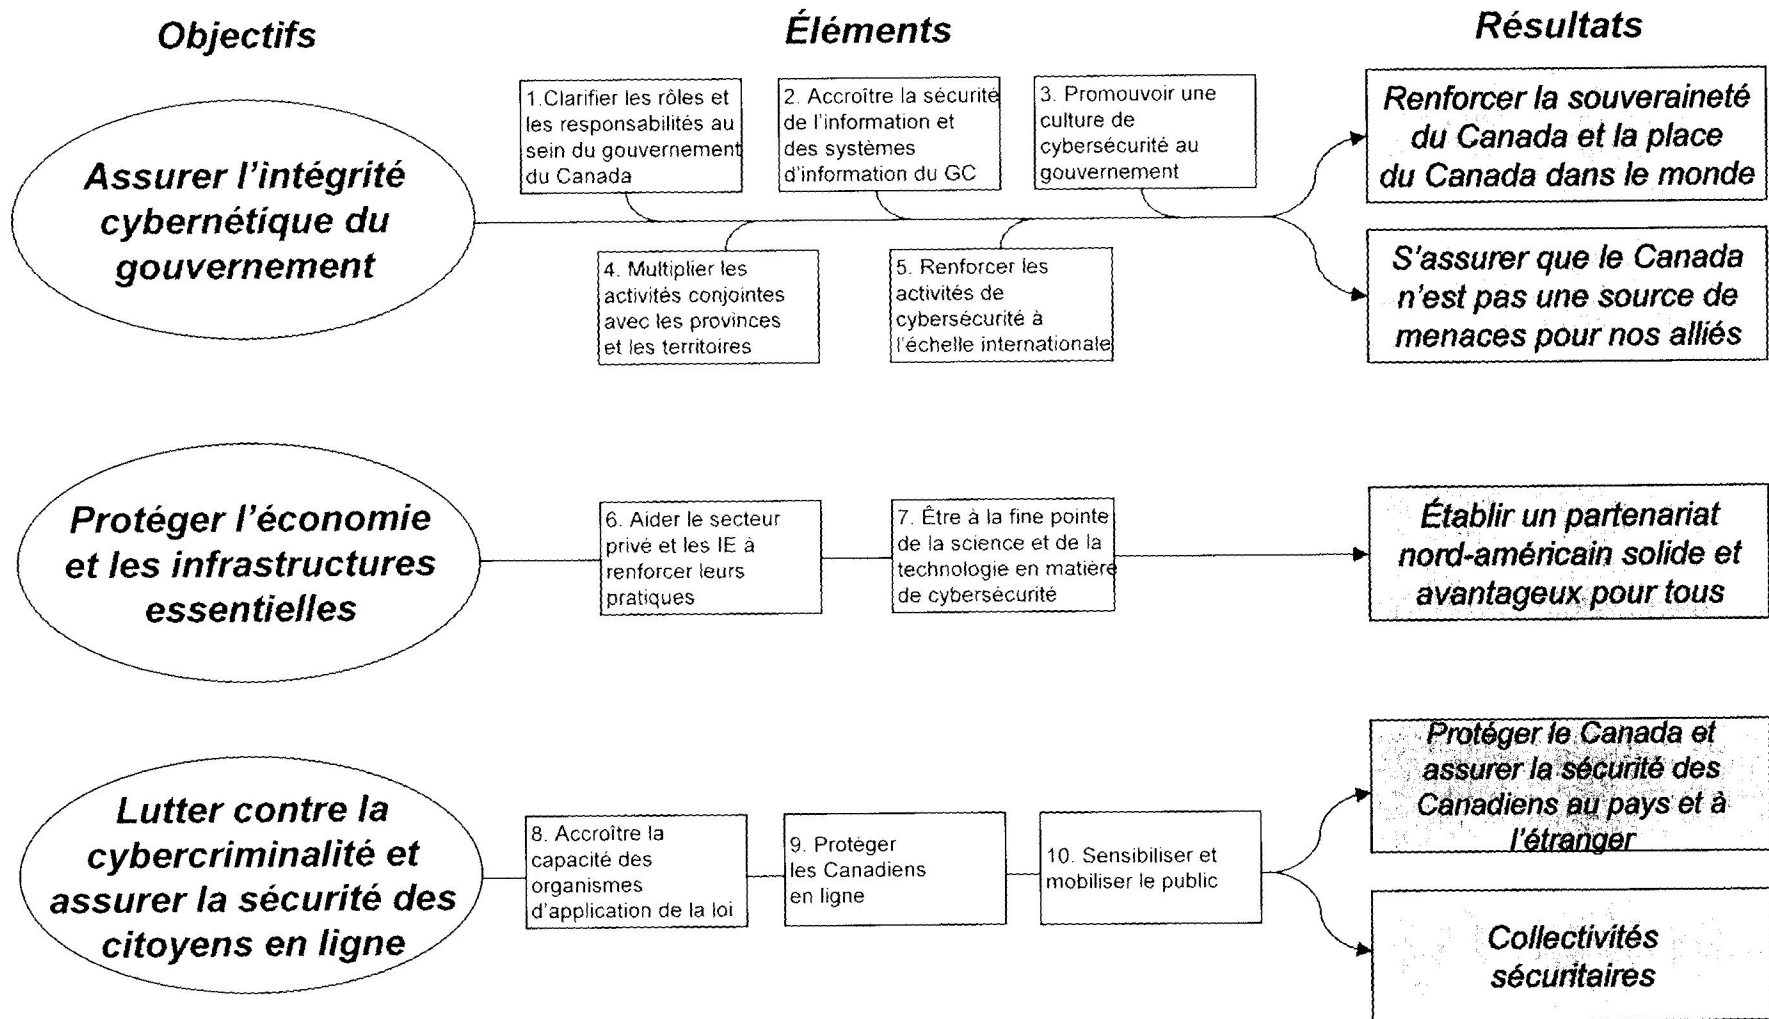 Objectifs
Éléments
Résultats
Assurer l'intégrité
cybernétique du
gouvernement
1.Clarifier les rôles et
les responsabilités au
sein du gouvernement
du Canada
2. Accroître la sécurité
de l'information et
des systèmes
d'information du GC
3. Promouvoir une
culture de
cybersécurité au
gouvernement
4. Multiplier les
activités conjointes
avec les provinces
et les territoires
5. Renforcer les
activités de
cybersécurité à
l'échelle internationale
Renforcer la souveraineté
du Canada et la place
du Canada dans le monde
S'assurer que le Canada
n'est pas une source de
menaces pour nos alliés
Protéger l'économie
et les infrastructures
essentielles
6. Aider le secteur
privé et les IE à
renforcer leurs
pratiques
7. Être à la fine pointe
de la science et de la
technologie en matière
de cybersécurité
Établir un partenariat
nord-américain solide et
avantageux pour tous
Lutter contre la
cybercriminalité et
assurer la sécurité des
citoyens en ligne
8. Accroître la
capacité des
organismes
d'application de la loi
9. Protéger
les Canadiens
en ligne
10. Sensibiliser et
mobiliser le public
Protéger le Canada et
assurer la sécurité des
Canadiens au pays et à
l'étranger
Collectivités
sécuritaires